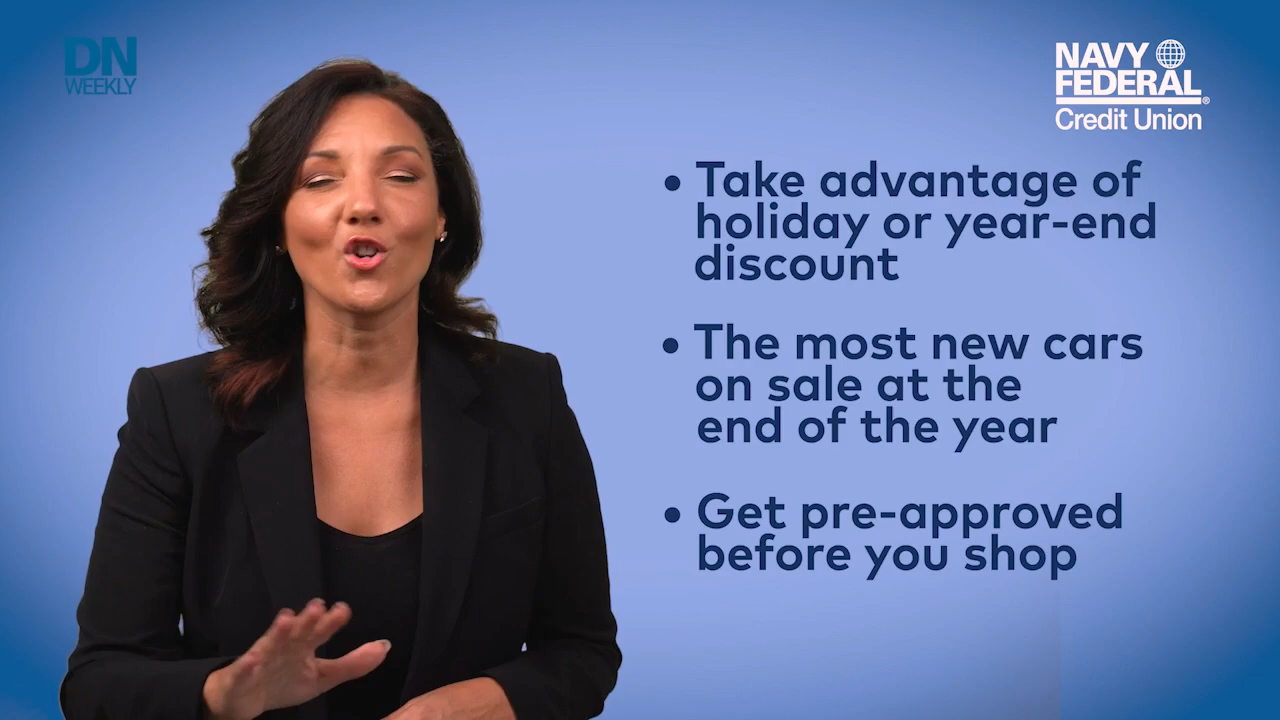 DN
WEEKLY
NAVY
FEDERAL®
Credit Union
• Take advantage of
holiday or year-end
discount
• The most new cars
on sale at the
end of the year
• Get pre-approved
before you shop